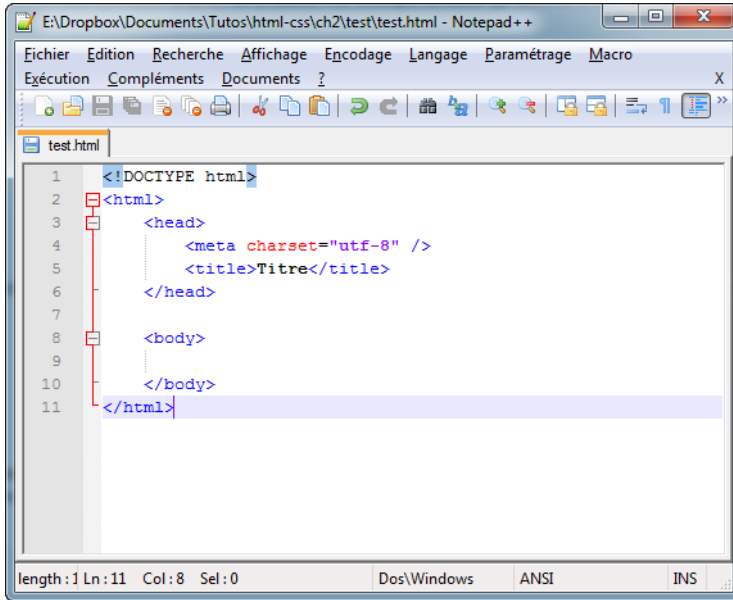 E:\Dropbox\Documents\Tutos\html-css\ch2\test\test.html - Notepad++
Fichier Edition Recherche Affichage Encodage Langage Paramétrage Macro
Exécution Compléments Documents ? X
test.html
1 <!DOCTYPE html>
2 <html>
3 <head>
4 <meta charset="utf-8" />
5 <title>Titre</title>
6 </head>
7
8 <body>
9
10 </body>
11 </html>
length : 1 Ln : 11 Col : 8 Sel : 0 Dos\Windows ANSI INS